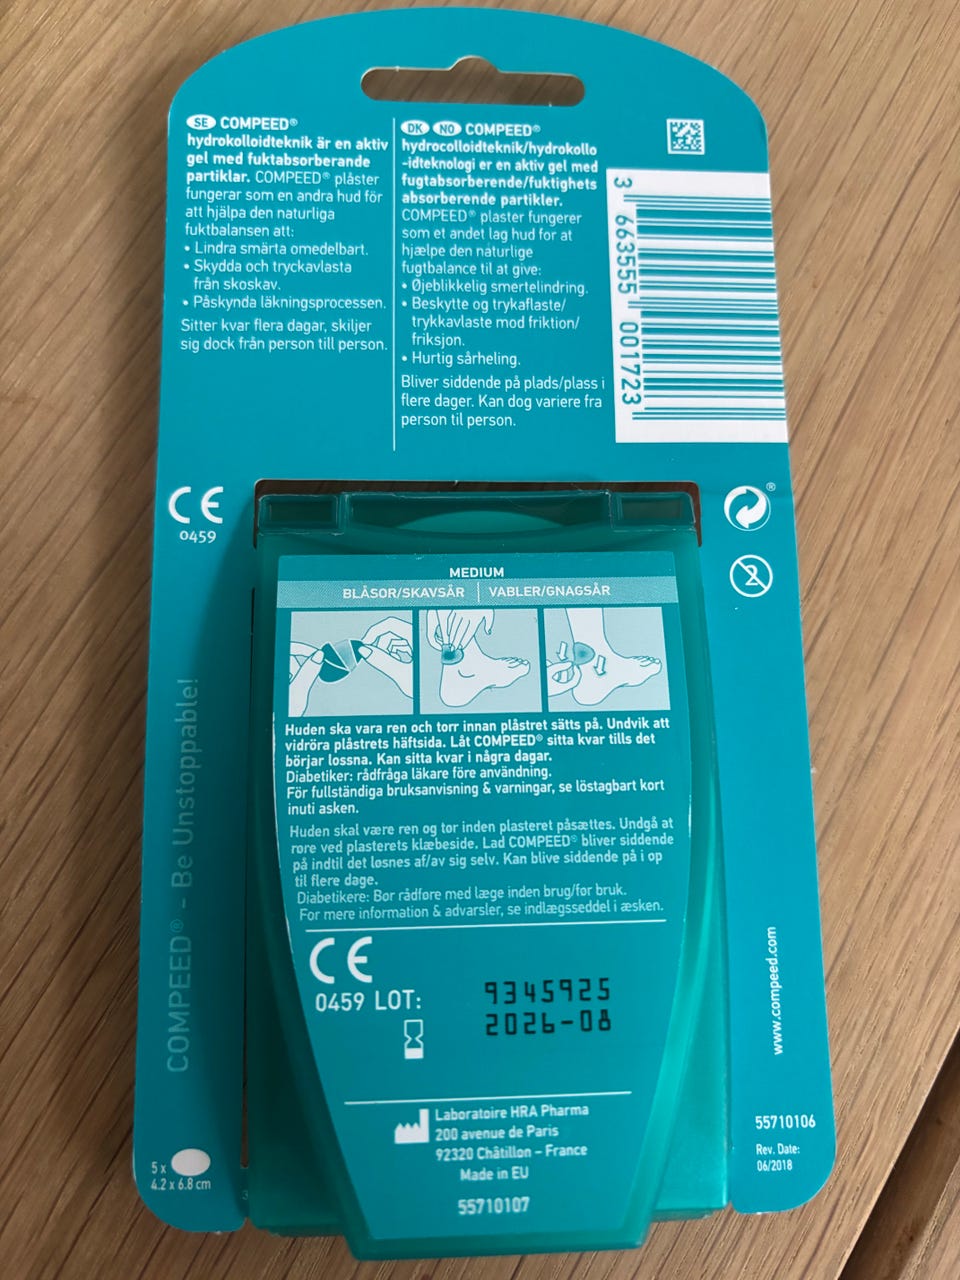 SE COMPEED®
hydrokolloidteknik är en aktiv
gel med fuktabsorberande
partiklar. COMPEED® plåster
fungerar som en andra hud för
att hjälpa den naturliga
fuktbalansen att:
• Lindra smärta omedelbart.
• Skydda och tryckavlasta
från skoskav.
• Påskynda läkningsprocessen.
Sitter kvar flera dagar, skiljer
sig dock från person till person.
DK NO COMPEED®
hydrocolloidteknik/hydrokollo
-idteknologi er en aktiv gel med
fugtabsorberende/fuktighets
absorberende partikler.
COMPEED® plaster fungerer
som et andet lag hud for at
hjælpe den naturlige
fugtbalance til at give:
• Øjeblikkelig smertelindring.
• Beskytte og trykaflaste/
trykkavlaste mod friktion/
friksjon.
• Hurtig sårheling.
Bliver siddende på plads/plass i
flere dager. Kan dog variere fra
person til person.
3 663555 001723
CE
0459
2
MEDIUM
BLÅSOR/SKAVSÅR | VABLER/GNAGSÅR
Huden ska vara ren och torr innan plåstret sätts på. Undvik att
vidröra plåstrets häftsida. Låt COMPEED® sitta kvar tills det
börjar lossna. Kan sitta kvar i några dagar.
Diabetiker: rådfråga läkare före användning.
För fullständiga bruksanvisning & varningar, se löstagbart kort
inuti asken.
Huden skal være ren og tor inden plasteret påsættes. Undgå at
rore ved plasterets klæbeside. Lad COMPEED® bliver siddende
på indtil det løsnes af/av sig selv. Kan blive siddende på i op
til flere dage.
Diabetikere: Bør rådføre med læge inden brug/før bruk.
For mere information & advarsler, se indlægsseddel i æsken.
CE
0459 LOT: 9345925
2026-08
Laboratoire HRA Pharma
200 avenue de Paris
92320 Châtillon – France
Made in EU
55710107
COMPEED® - Be Unstoppable!
5 x
4.2 x 6.8 cm
3
www.compeed.com
55710106
Rev. Date:
06/2018